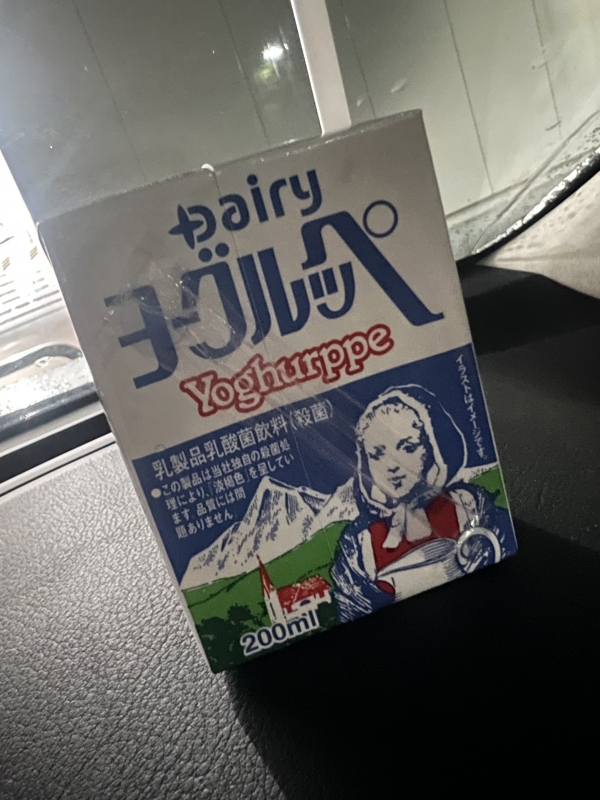 Dairy
ヨーグルッペ
Yoghurppe
イラストはイメージです。
乳製品乳酸菌飲料(殺菌)
●この製品は当社独自の殺菌処
理により、"淡褐色"を呈してい
ます。品質には問
題ありません。
200ml